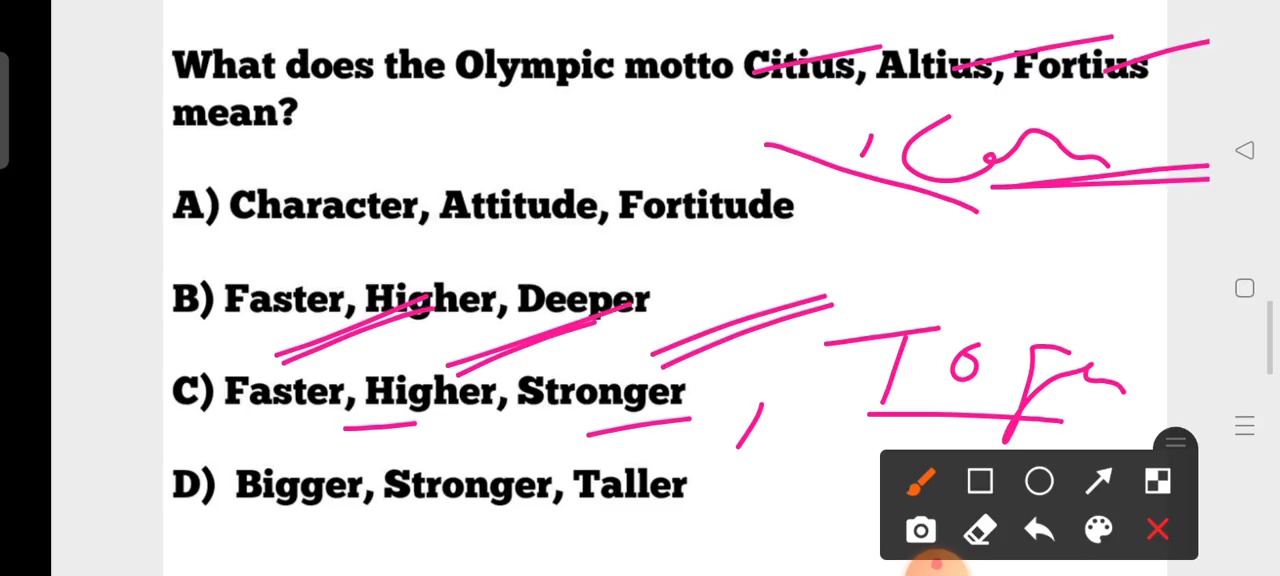 What does the Olympic motto Citius, Altius, Fortius
mean?
A) Character, Attitude, Fortitude
B) Faster, Higher, Deeper
C) Faster, Higher, Stronger
D) Bigger, Stronger, Taller